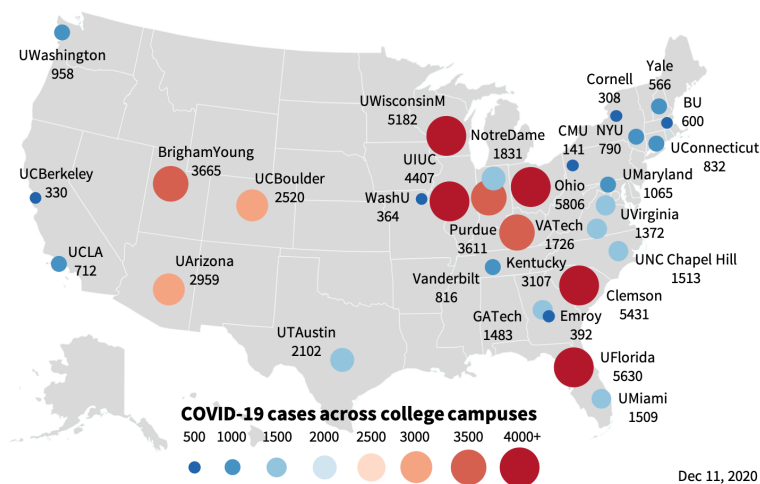 UWashington
958
Yale
566
Cornell
308
BU
600
UWisconsinM
5182
NotreDame
1831
CMU
141
NYU
790
UConnecticut
832
BrighamYoung
3665
UIUC
4407
UCBerkeley
330
UCBoulder
2520
WashU
364
Ohio
5806
UMaryland
1065
UVirginia
1372
Purdue
3611
VATech
1726
UCLA
712
UArizona
2959
UNC Chapel Hill
1513
Kentucky
3107
Vanderbilt
816
Clemson
5431
GATech
1483
Emroy
392
UTAustin
2102
UFlorida
5630
UMiami
1509
COVID-19 cases across college campuses
500 1000 1500 2000 2500 3000 3500 4000+
Dec 11, 2020